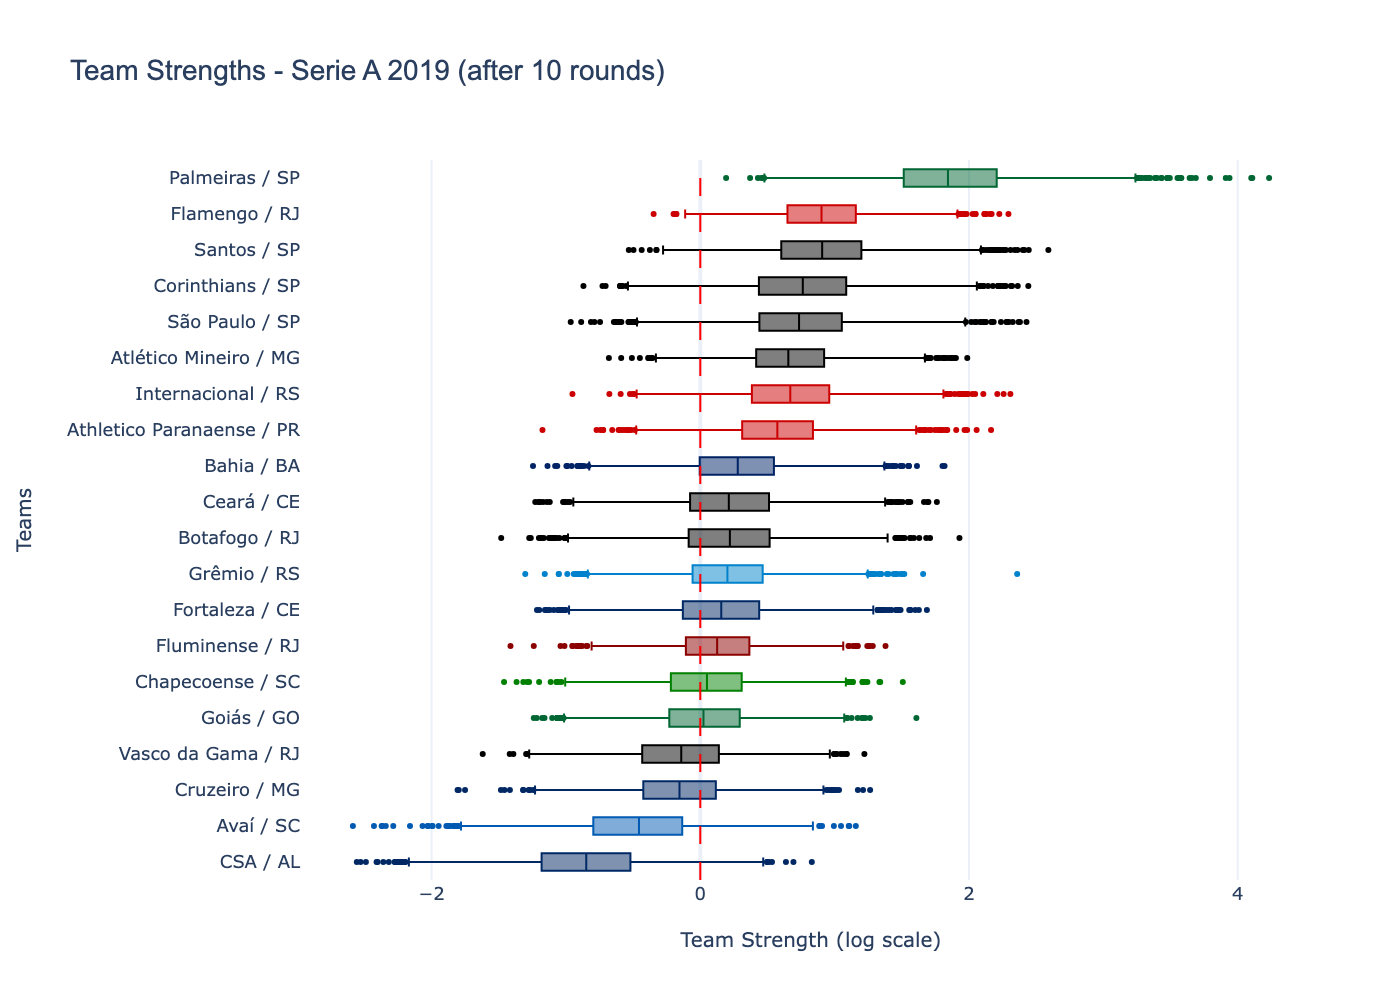 Team Strengths - Serie A 2019 (after 10 rounds)
Palmeiras / SP
Flamengo / RJ
Santos / SP
Corinthians / SP
São Paulo / SP
Atlético Mineiro / MG
Internacional / RS
Athletico Paranaense / PR
Bahia / BA
Ceará / CE
Botafogo / RJ
Grêmio / RS
Fortaleza / CE
Fluminense / RJ
Chapecoense / SC
Goiás / GO
Vasco da Gama / RJ
Cruzeiro / MG
Avaí / SC
CSA / AL
Teams
−2 0 2 4
Team Strength (log scale)